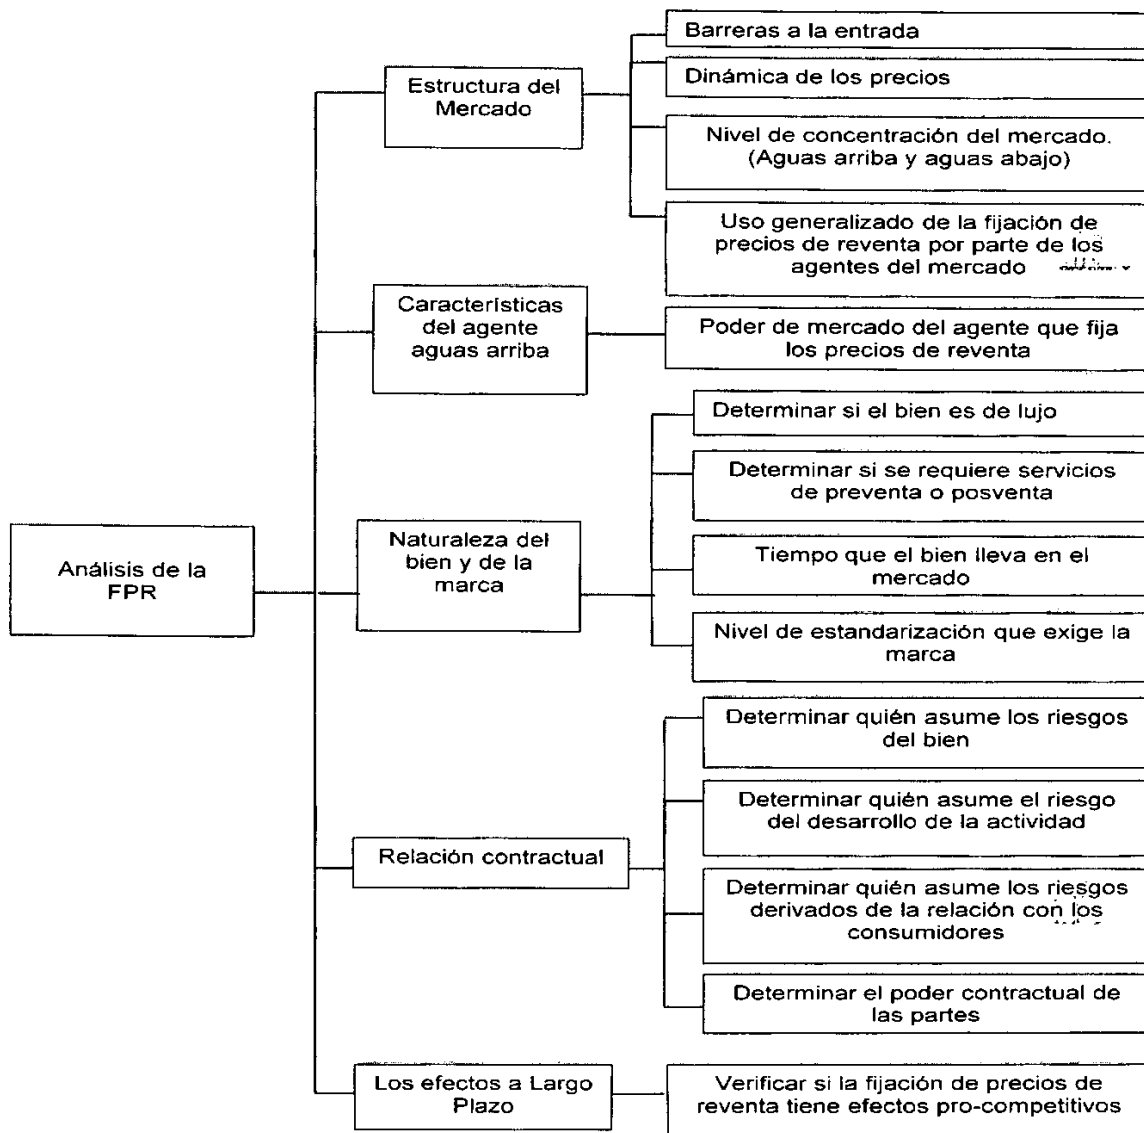 Análisis de la
FPR
Estructura del
Mercado
Barreras a la entrada
Dinámica de los precios
Nivel de concentración del mercado.
(Aguas arriba y aguas abajo)
Uso generalizado de la fijación de
precios de reventa por parte de los
agentes del mercado
Características
del agente
aguas arriba
Poder de mercado del agente que fija
los precios de reventa
Naturaleza del
bien y de la
marca
Determinar si el bien es de lujo
Determinar si se requiere servicios
de preventa o posventa
Tiempo que el bien lleva en el
mercado
Nivel de estandarización que exige la
marca
Relación contractual
Determinar quién asume los riesgos
del bien
Determinar quién asume el riesgo
del desarrollo de la actividad
Determinar quién asume los riesgos
derivados de la relación con los
consumidores
Determinar el poder contractual de
las partes
Los efectos a Largo
Plazo
Verificar si la fijación de precios de
reventa tiene efectos pro-competitivos